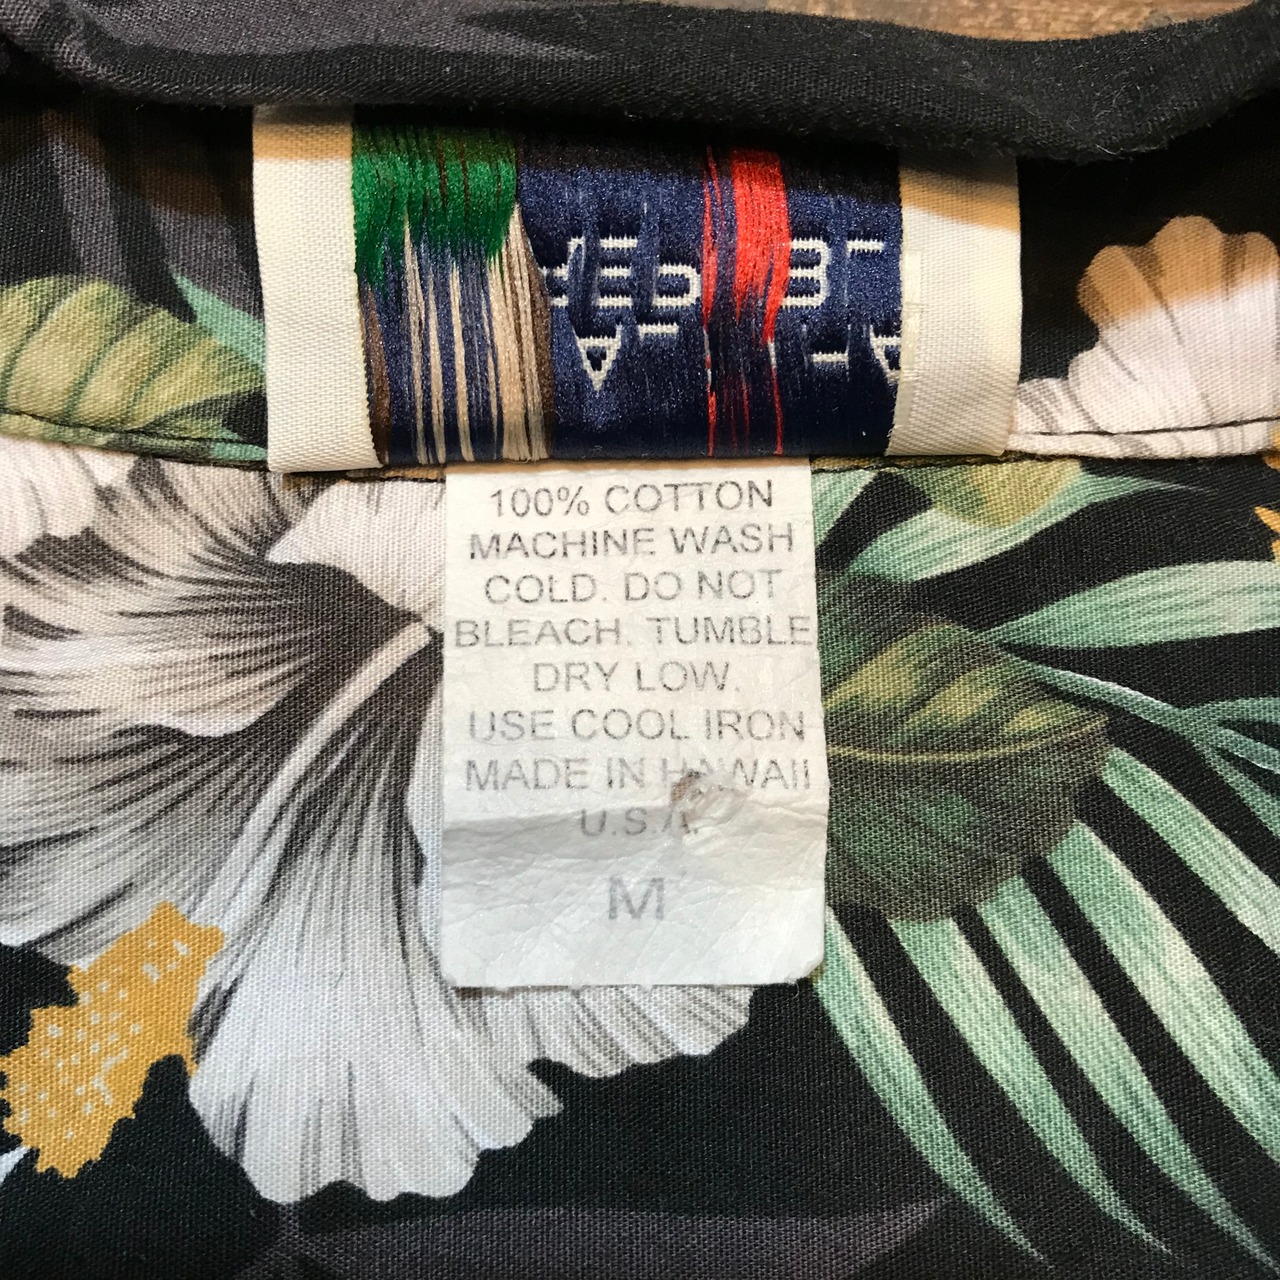 100% COTTON
MACHINE WASH
COLD. DO NOT
BLEACH. TUMBLE
DRY LOW.
USE COOL IRON
MADE IN HAWAII
U.S.A.
M